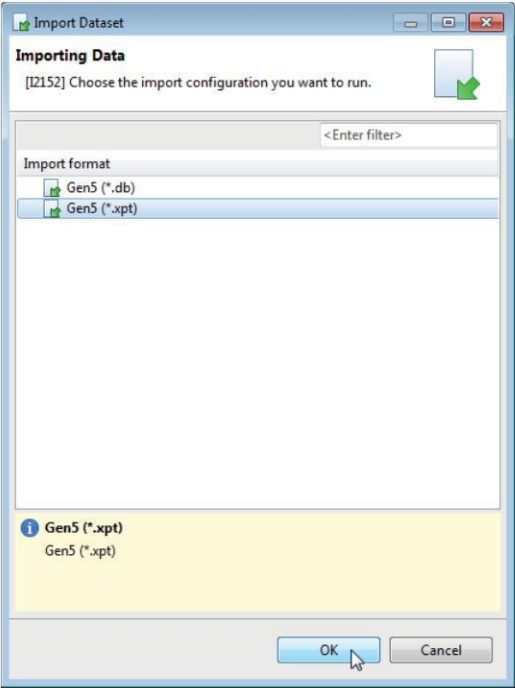 Import Dataset
Importing Data
[I2152] Choose the import configuration you want to run.
<Enter filter>
Import format
Gen5 (*.db)
Gen5 (*.xpt)
Gen5 (*.xpt)
Gen5 (*.xpt)
OK
Cancel